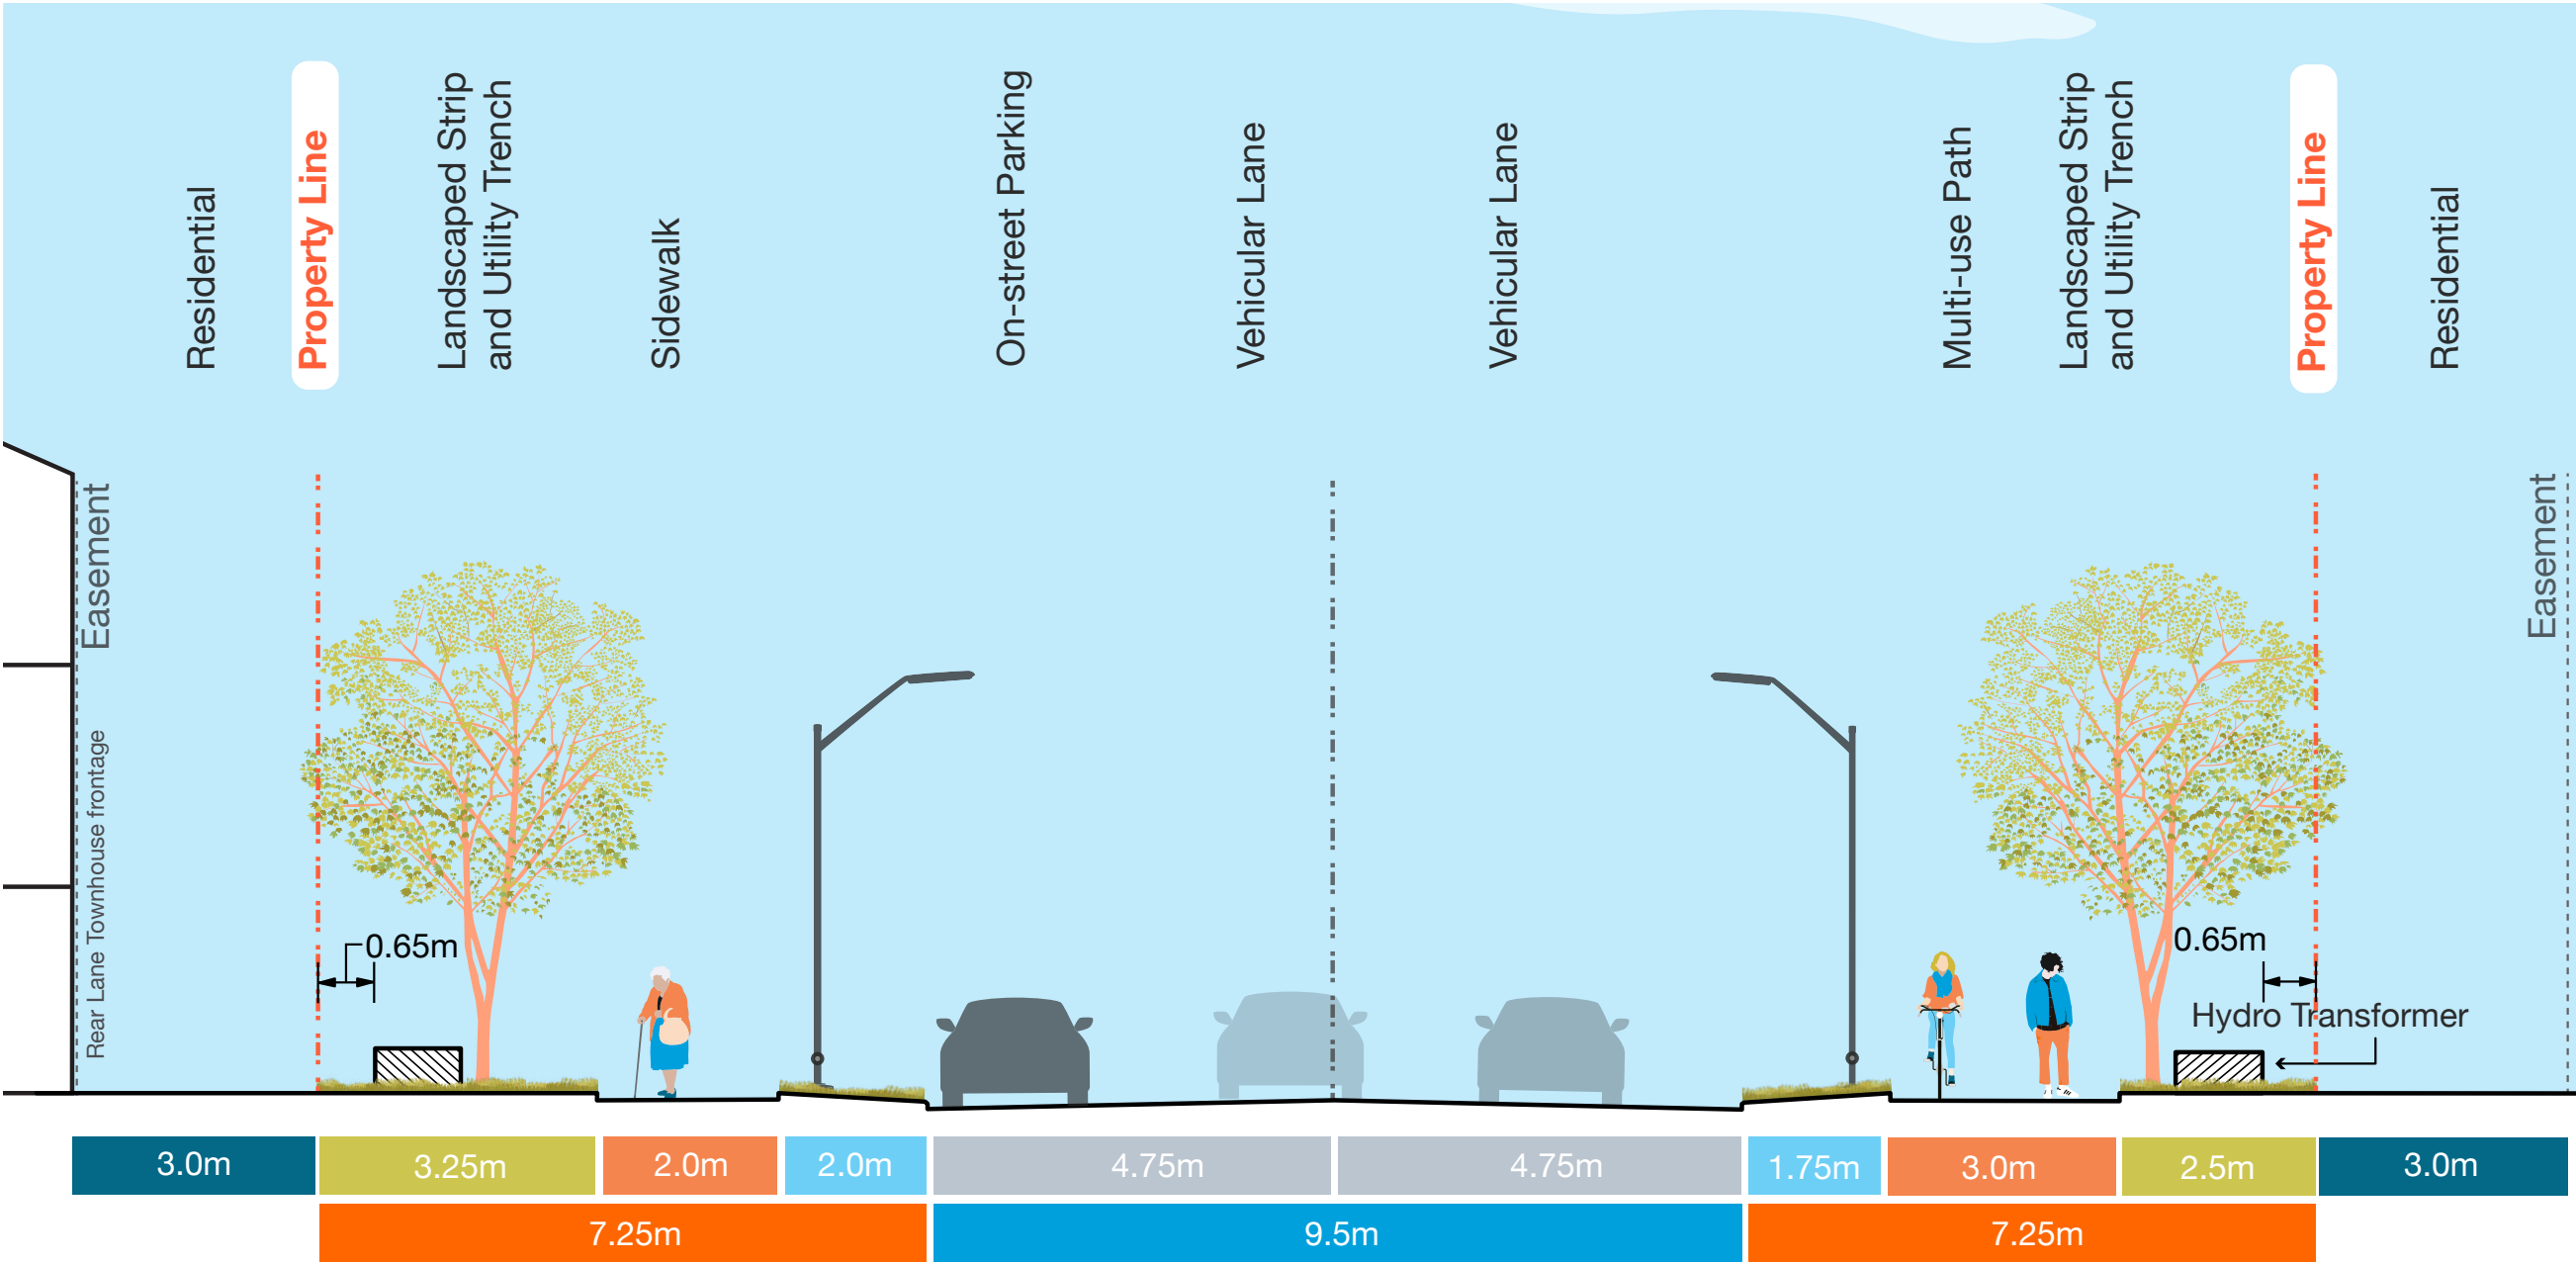 Residential
Property Line
Landscaped Strip
and Utility Trench
Sidewalk
On-street Parking
Vehicular Lane
Vehicular Lane
Multi-use Path
Landscaped Strip
and Utility Trench
Property Line
Residential
Easement
Easement
Rear Lane Townhouse frontage
0.65m
0.65m
Hydro Transformer
3.0m
3.25m
2.0m
2.0m
4.75m
4.75m
1.75m
3.0m
2.5m
3.0m
7.25m
9.5m
7.25m